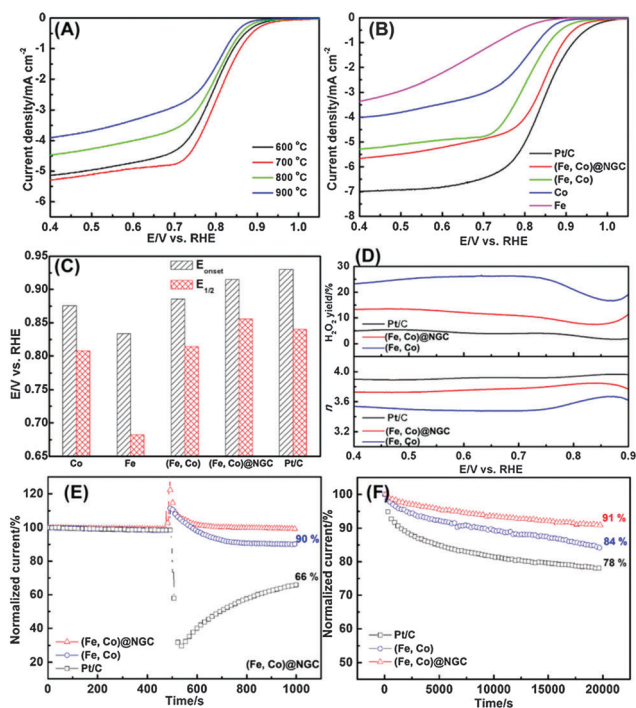 (A)
Current density/mA cm-2
0
-1
-2
-3
-4
-5
-6
600 °C
700 °C
800 °C
900 °C
0.4 0.5 0.6 0.7 0.8 0.9 1.0
E/V vs. RHE
(B)
Current density/mA cm-2
0
-1
-2
-3
-4
-5
-6
-7
-8
Pt/C
(Fe, Co)@NGC
(Fe, Co)
Co
Fe
0.4 0.5 0.6 0.7 0.8 0.9 1.0
E/V vs. RHE
(C)
E/V vs. RHE
0.95
0.90
0.85
0.80
0.75
0.70
0.65
Eonset
E1/2
Co Fe (Fe, Co) (Fe, Co)@NGC Pt/C
(D)
H2O2 yield/%
30
20
10
0
Pt/C
(Fe, Co)@NGC
(Fe, Co)
n
4.0
3.6
3.2
Pt/C
(Fe, Co)@NGC
(Fe, Co)
0.4 0.5 0.6 0.7 0.8 0.9
E/V vs. RHE
(E)
Normalized current/%
120
100
80
60
40
20
90 %
66 %
(Fe, Co)@NGC
(Fe, Co)
Pt/C
(Fe, Co)@NGC
0 200 400 600 800 1000
Time/s
(F)
Normalized current/%
100
90
80
70
60
50
91 %
84 %
78 %
Pt/C
(Fe, Co)
(Fe, Co)@NGC
0 5000 10000 15000 20000
Time/s